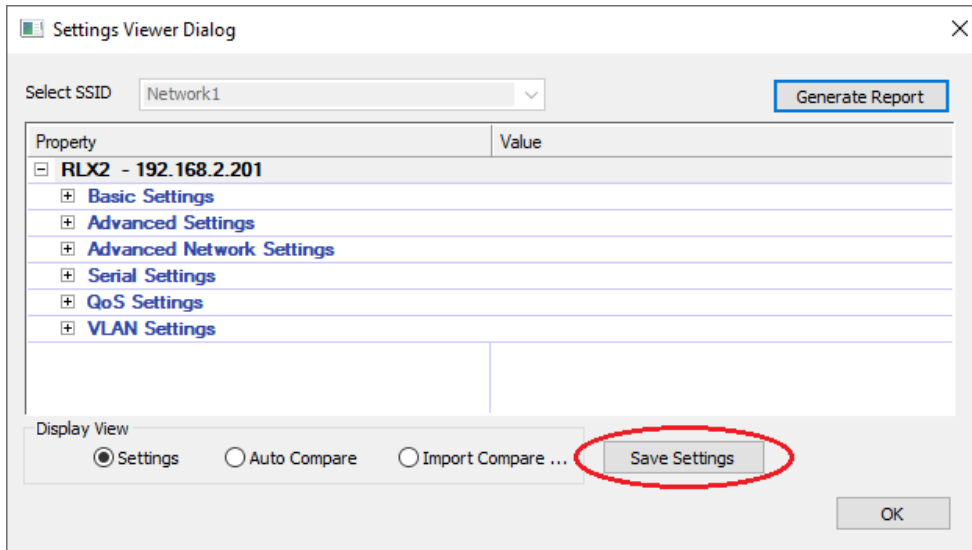 Settings Viewer Dialog
Select SSID Network1 Generate Report
Property Value
RLX2 - 192.168.2.201
Basic Settings
Advanced Settings
Advanced Network Settings
Serial Settings
QoS Settings
VLAN Settings
Display View
Settings Auto Compare Import Compare ... Save Settings
OK